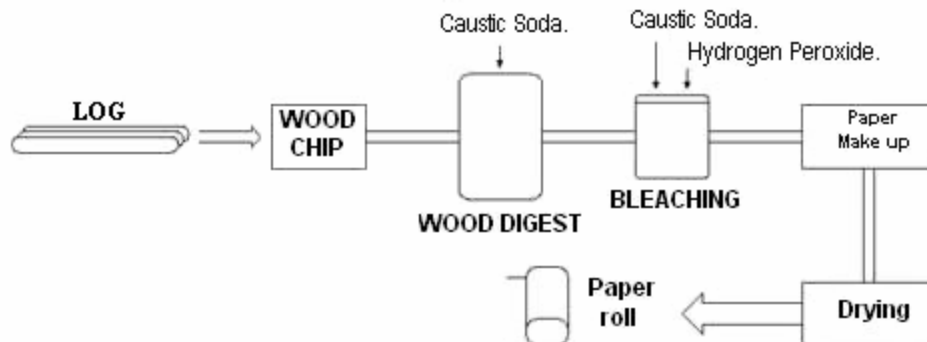 Caustic Soda.
Caustic Soda.
Hydrogen Peroxide.
LOG
WOOD
CHIP
Paper
Make up
WOOD DIGEST
BLEACHING
Paper
roll
Drying